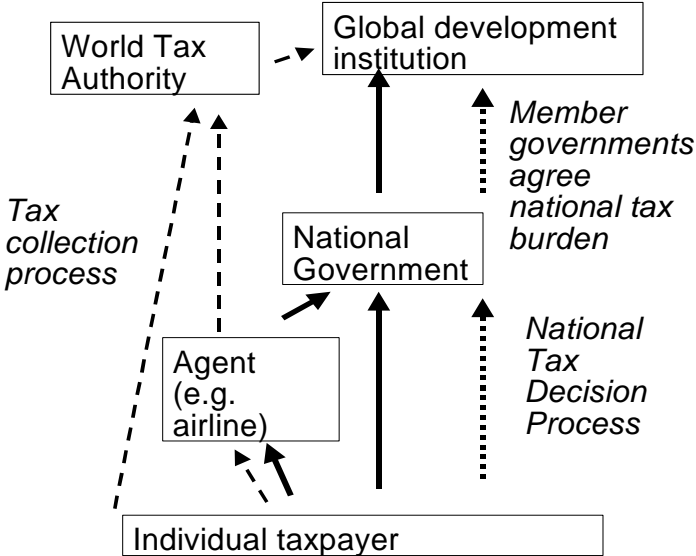 World Tax
Authority
Global development
institution
Member
governments
agree
national tax
burden
Tax
collection
process
National
Government
Agent
(e.g.
airline)
National
Tax
Decision
Process
Individual taxpayer